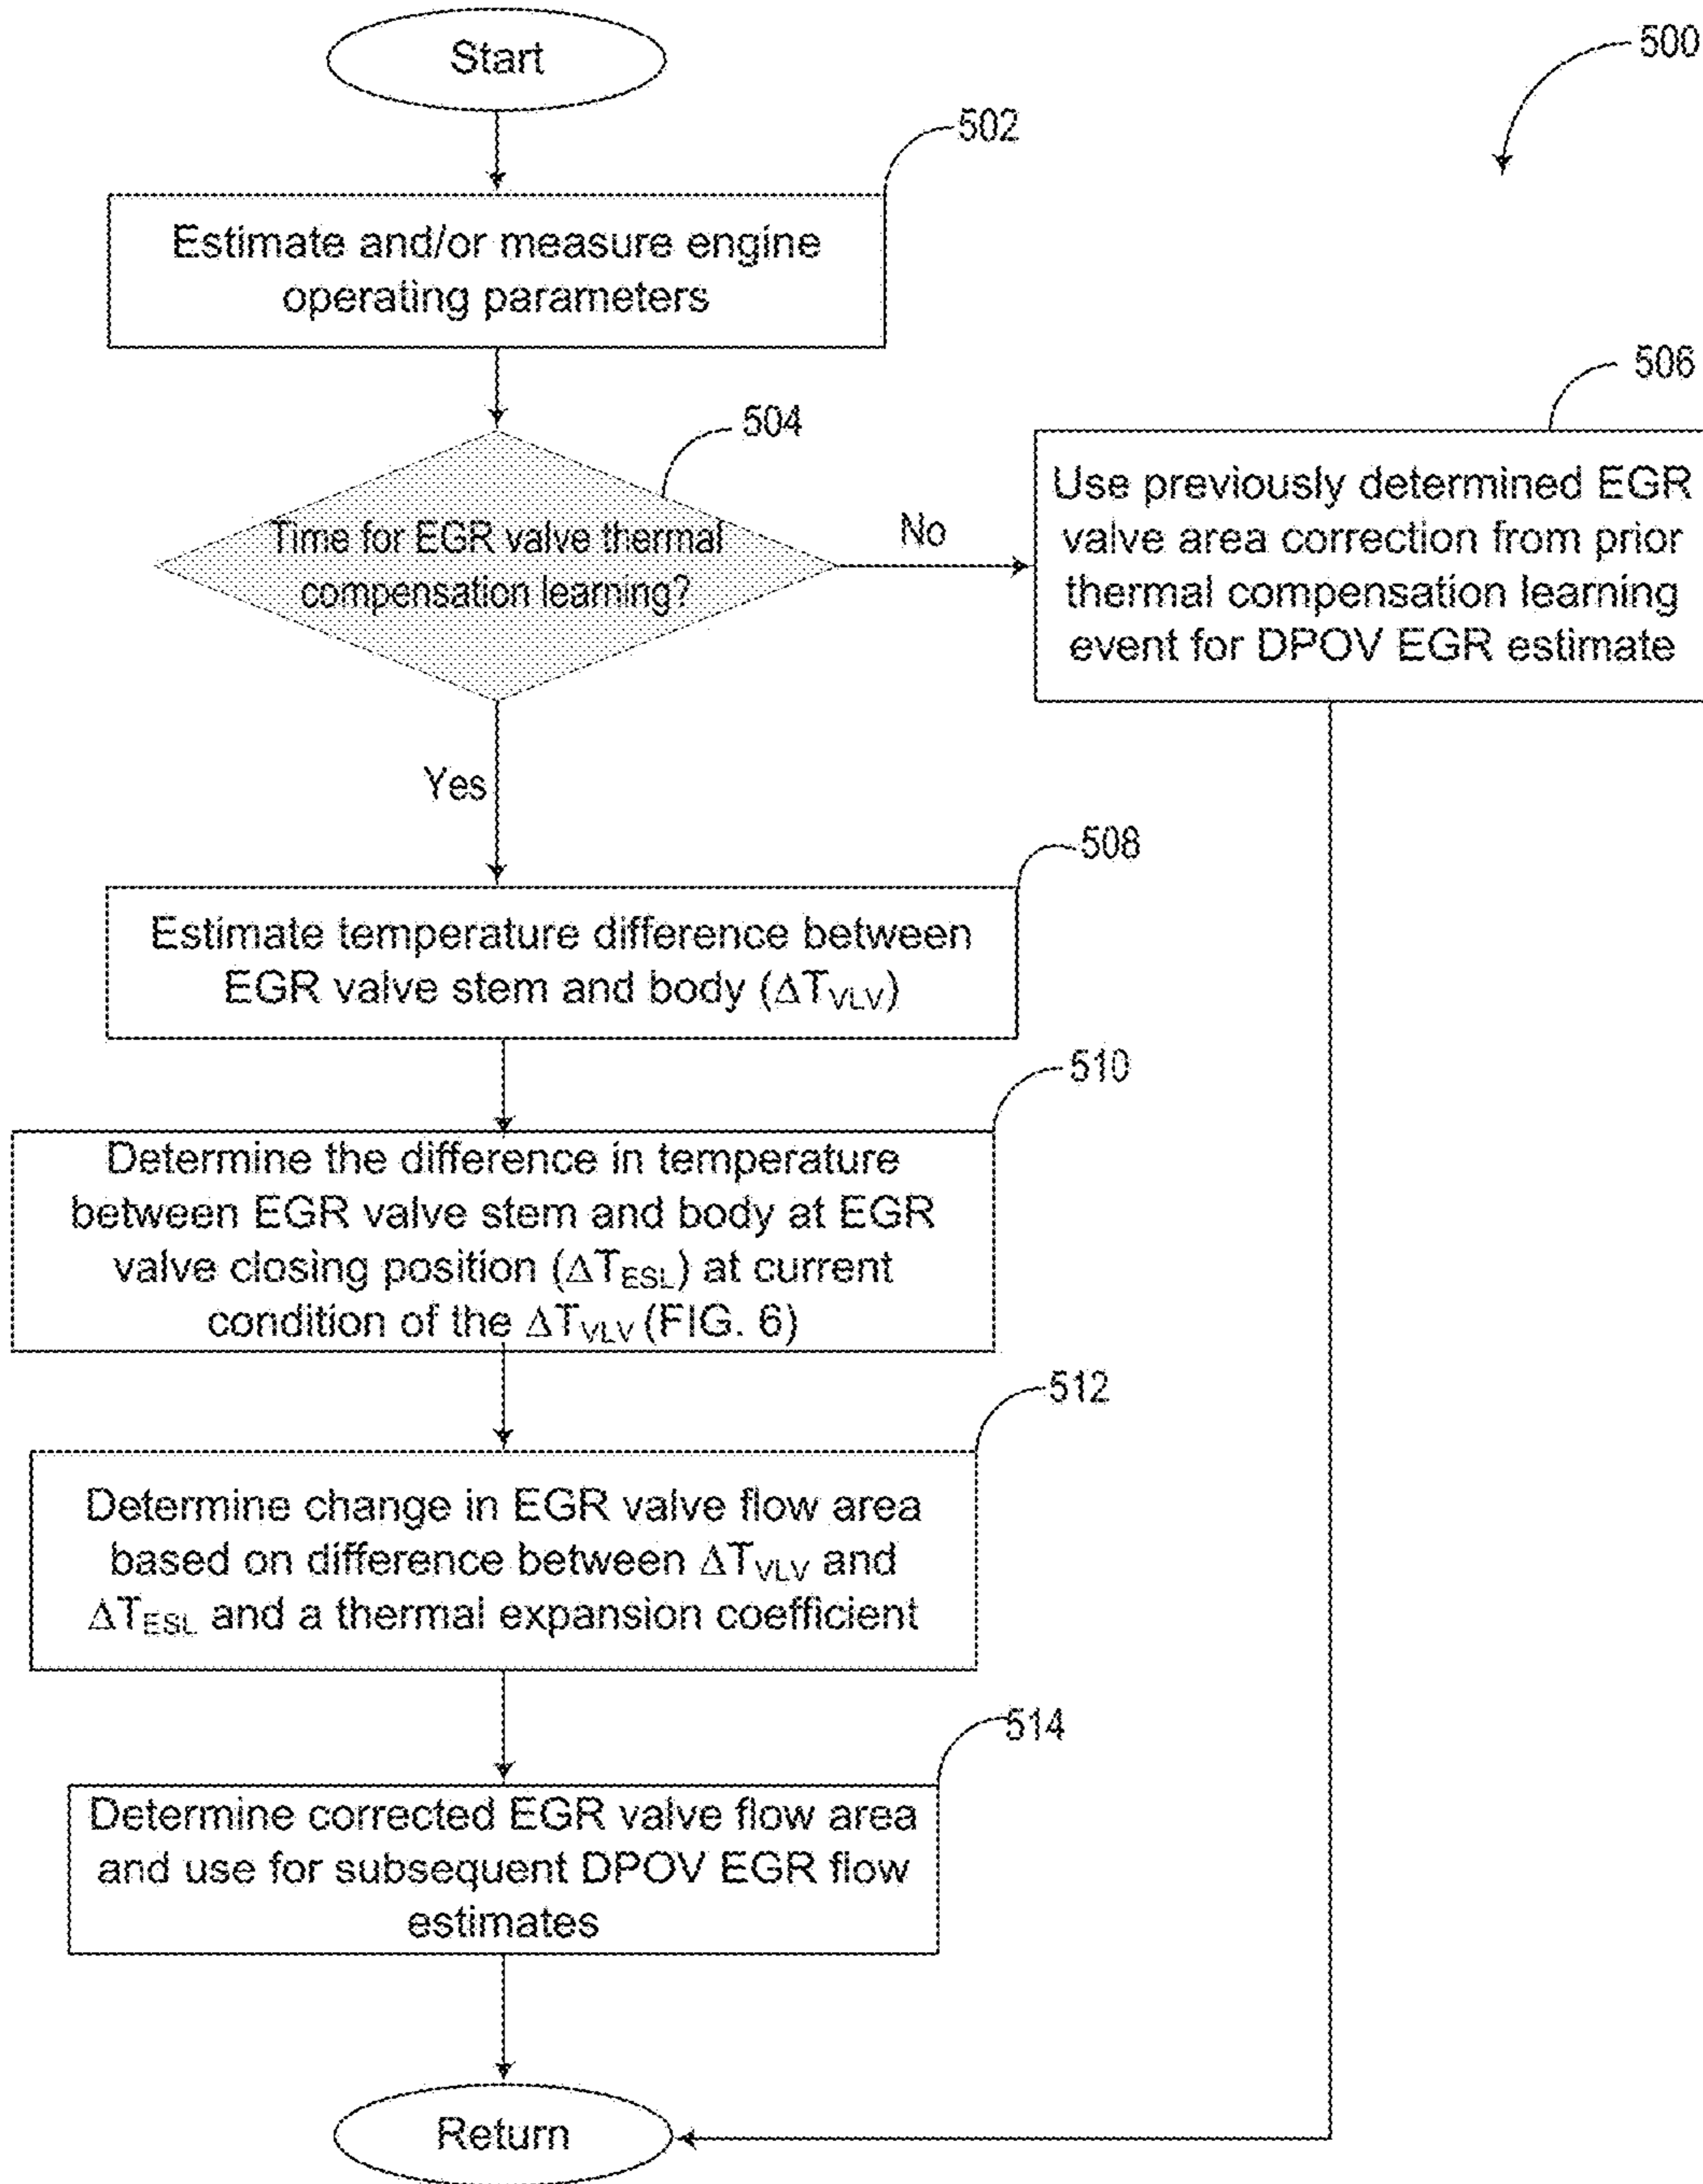 Start
500
502
Estimate and/or measure engine
operating parameters
504
Time for EGR valve thermal
compensation learning?
No
506
Use previously determined EGR
valve area correction from prior
thermal compensation learning
event for DPOV EGR estimate
Yes
508
Estimate temperature difference between
EGR valve stem and body (ΔT_VLV)
510
Determine the difference in temperature
between EGR valve stem and body at EGR
valve closing position (ΔT_ESL) at current
condition of the ΔT_VLV (FIG. 6)
512
Determine change in EGR valve flow area
based on difference between ΔT_VLV and
ΔT_ESL and a thermal expansion coefficient
514
Determine corrected EGR valve flow area
and use for subsequent DPOV EGR flow
estimates
Return